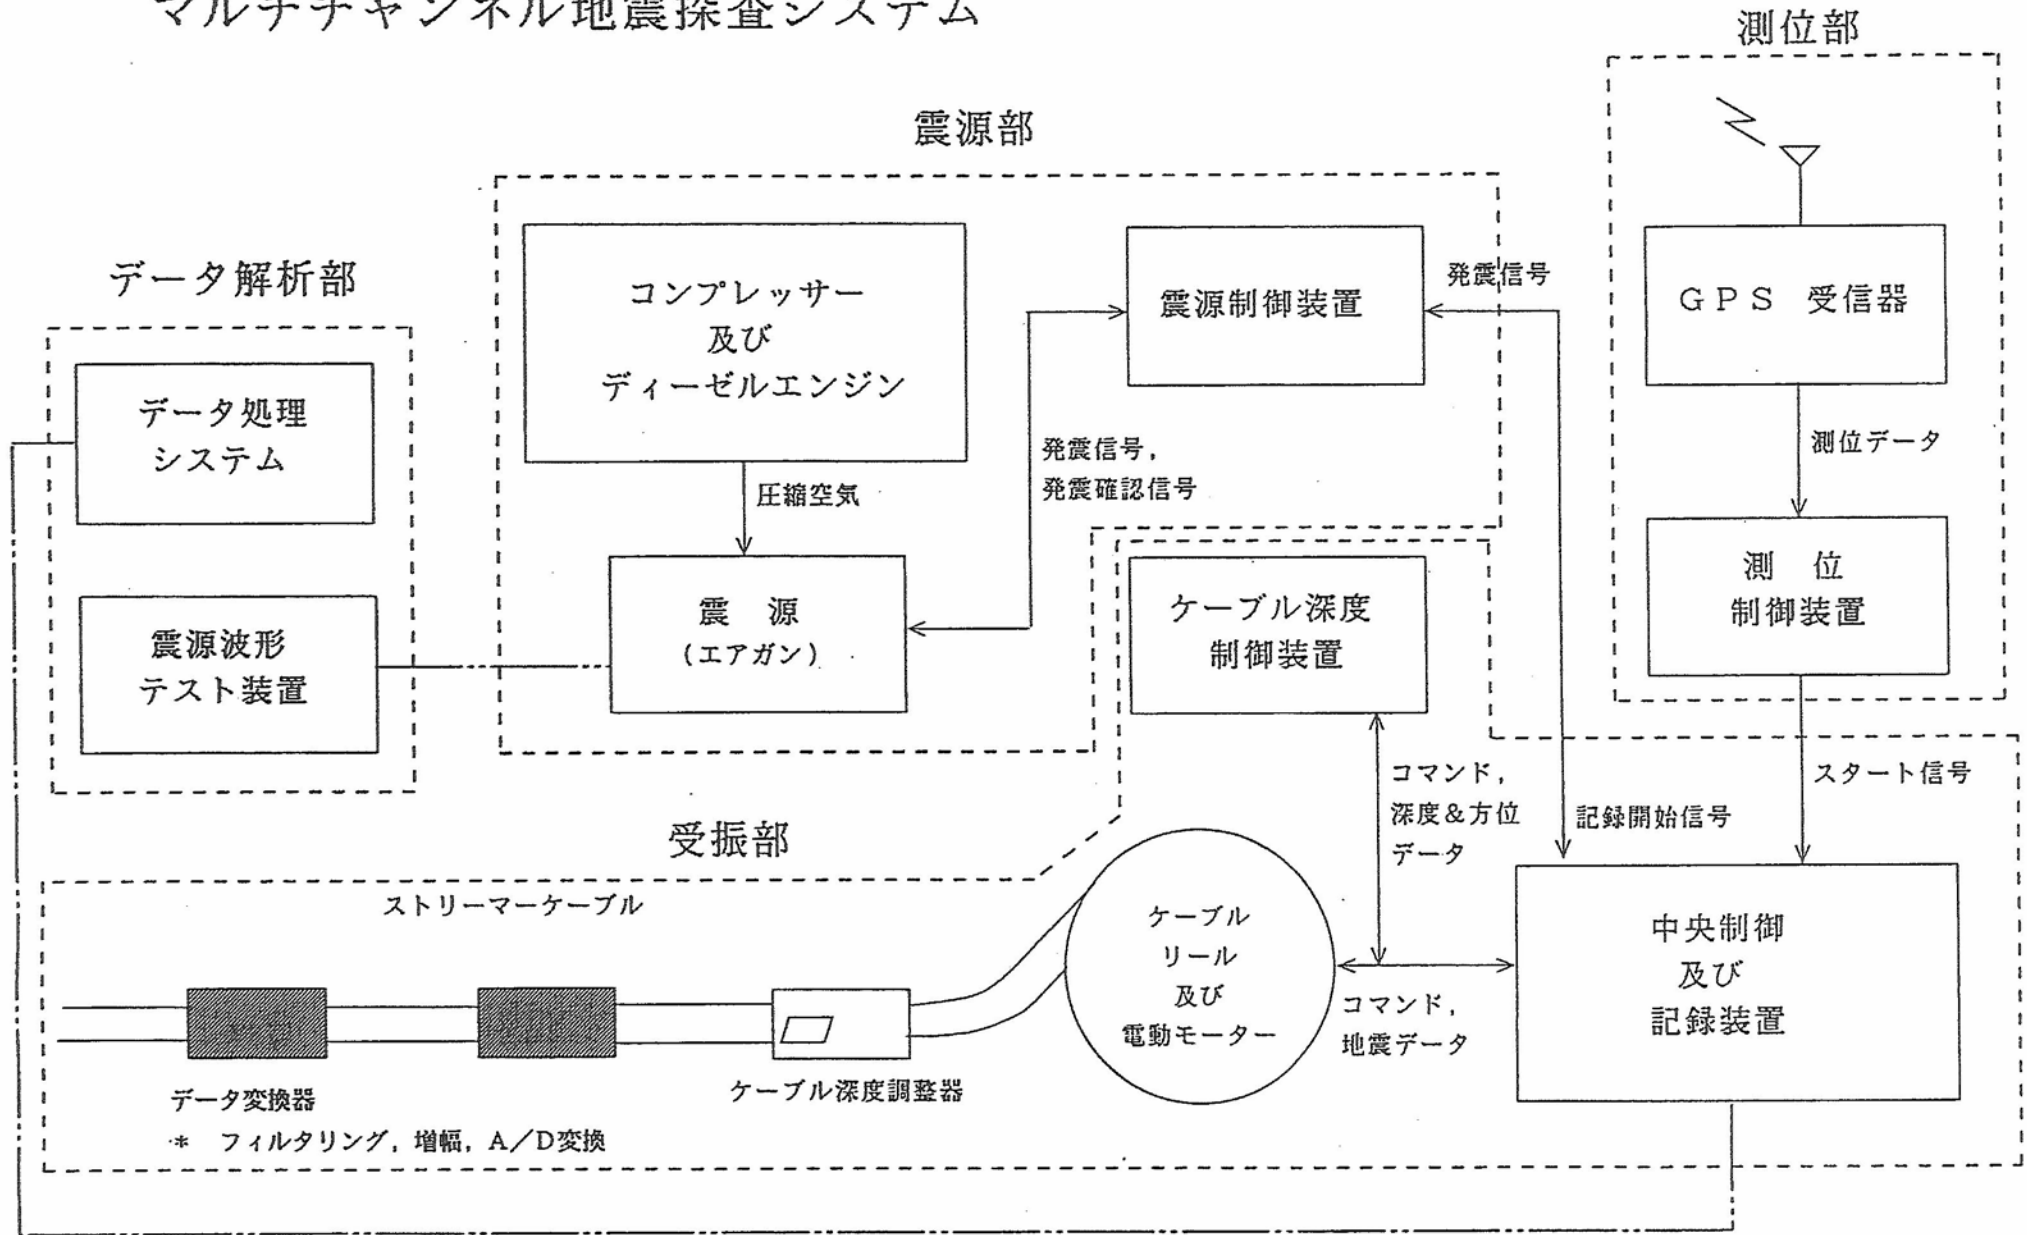 マルチチャンネル地震探査システム
測位部
震源部
データ解析部
コンプレッサー
及び
ディーゼルエンジン
震源制御装置
発震信号
GPS 受信器
データ処理
システム
発震信号,
発震確認信号
測位データ
圧縮空気
震源波形
テスト装置
震 源
(エアガン)
ケーブル深度
制御装置
測 位
制御装置
コマンド,
深度&方位
データ
記録開始信号
スタート信号
受振部
ストリーマーケーブル
ケーブル
リール
及び
電動モーター
コマンド,
地震データ
中央制御
及び
記録装置
データ変換器
ケーブル深度調整器
* フィルタリング, 増幅, A/D変換